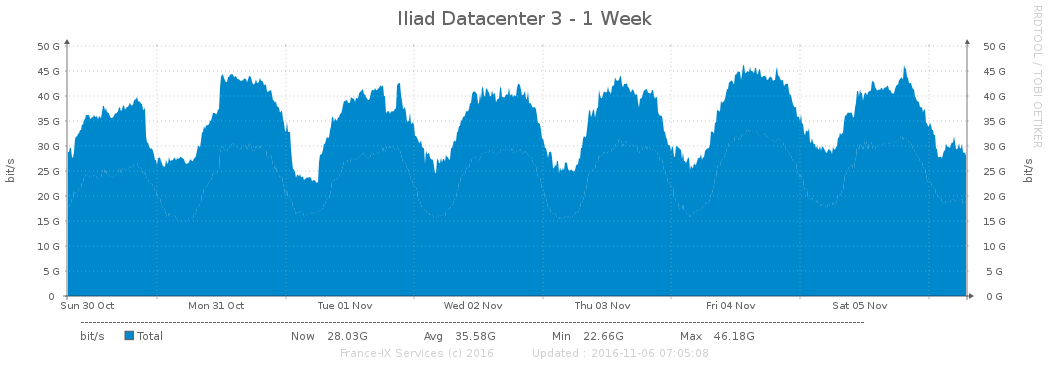 Iliad Datacenter 3 - 1 Week
RRDTOOL / TOBI OETIKER
bit/s
50 G 50 G
45 G 45 G
40 G 40 G
35 G 35 G
30 G 30 G
25 G 25 G
20 G 20 G
15 G 15 G
10 G 10 G
5 G 5 G
0 0 G
bit/s
Sun 30 Oct Mon 31 Oct Tue 01 Nov Wed 02 Nov Thu 03 Nov Fri 04 Nov Sat 05 Nov
bit/s Total Now 28.03G Avg 35.58G Min 22.66G Max 46.18G
France-IX Services (c) 2016 Updated : 2016-11-06 07:05:08